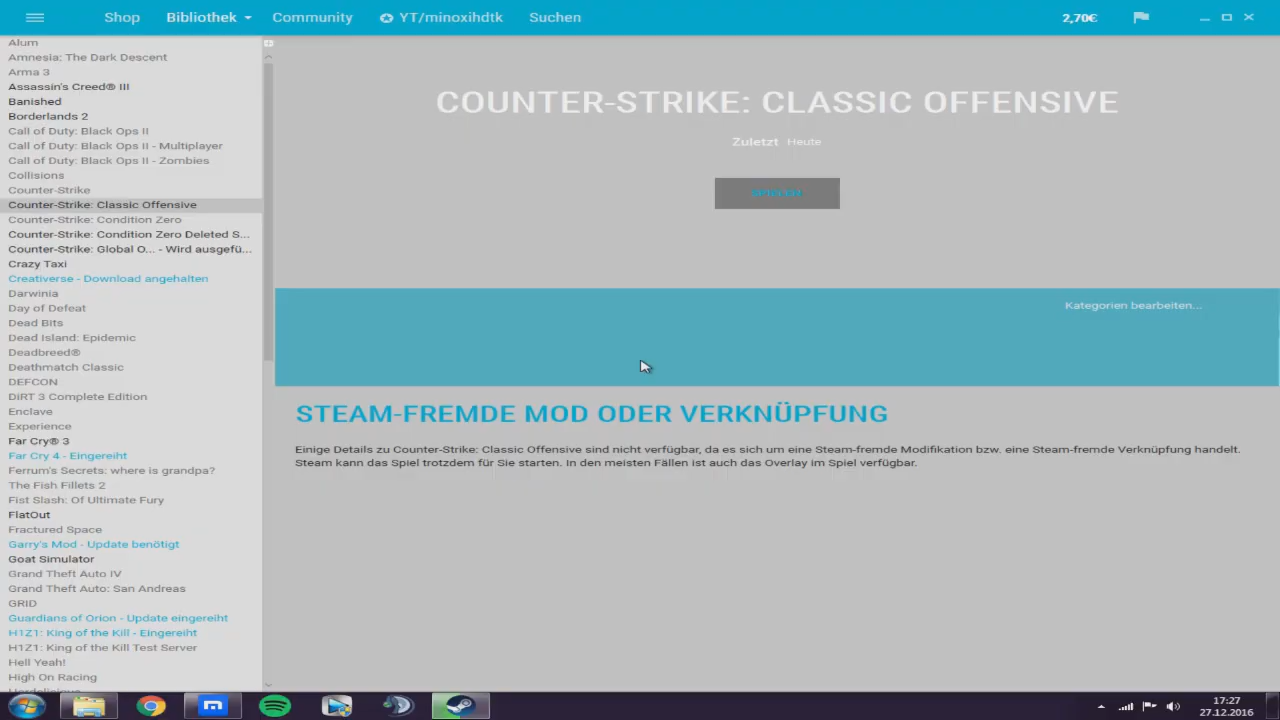 Shop Bibliothek Community YT/minoxihdtk Suchen 2,70€
Alum
Amnesia: The Dark Descent
Arma 3
Assassin's Creed® III
Banished
Borderlands 2
Call of Duty: Black Ops II
Call of Duty: Black Ops II - Multiplayer
Call of Duty: Black Ops II - Zombies
Collisions
Counter-Strike
Counter-Strike: Classic Offensive
Counter-Strike: Condition Zero
Counter-Strike: Condition Zero Deleted S...
Counter-Strike: Global O... - Wird ausgefü...
Crazy Taxi
Creativerse - Download angehalten
Darwinia
Day of Defeat
Dead Bits
Dead Island: Epidemic
Deadbreed®
Deathmatch Classic
DEFCON
DiRT 3 Complete Edition
Enclave
Experience
Far Cry® 3
Far Cry 4 - Eingereiht
Ferrum's Secrets: where is grandpa?
The Fish Fillets 2
Fist Slash: Of Ultimate Fury
FlatOut
Fractured Space
Garry's Mod - Update benötigt
Goat Simulator
Grand Theft Auto IV
Grand Theft Auto: San Andreas
GRID
Guardians of Orion - Update eingereiht
H1Z1: King of the Kill - Eingereiht
H1Z1: King of the Kill Test Server
Hell Yeah!
High On Racing
COUNTER-STRIKE: CLASSIC OFFENSIVE
Zuletzt Heute
Kategorien bearbeiten...
STEAM-FREMDE MOD ODER VERKNÜPFUNG
Einige Details zu Counter-Strike: Classic Offensive sind nicht verfügbar, da es sich um eine Steam-fremde Modifikation bzw. eine Steam-fremde Verknüpfung handelt.
Steam kann das Spiel trotzdem für Sie starten. In den meisten Fällen ist auch das Overlay im Spiel verfügbar.
17:27
27.12.2016